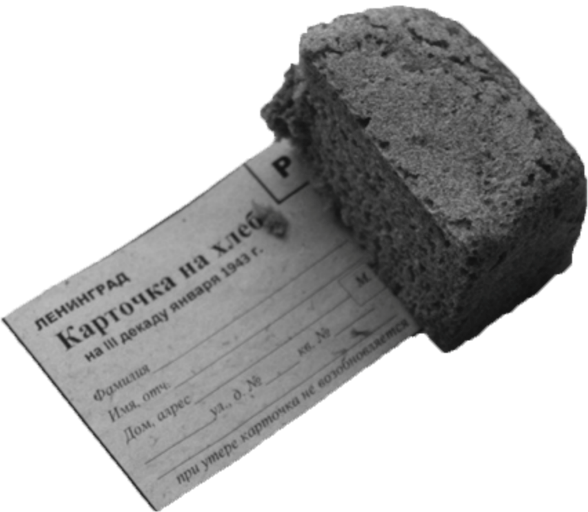 Р
ЛЕНИНГРАД
Карточка на хлеб
на III декаду января 1943 г.
Фамилия
М
Имя, отч.
Дом, адрес
ул., д. № кв. №
при утере карточка не возобновляется